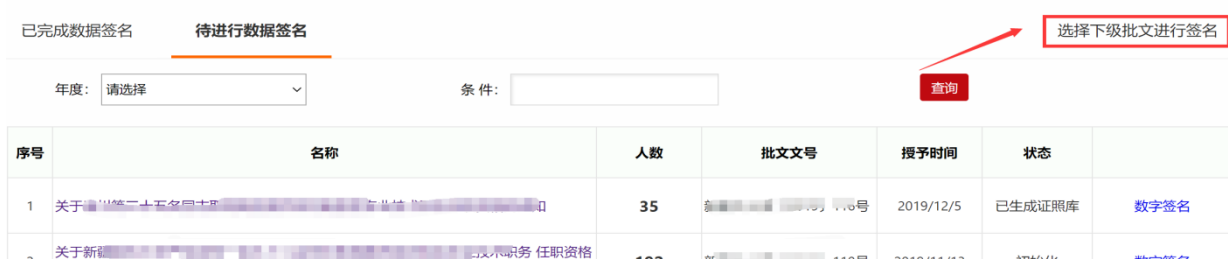 已完成数据签名 待进行数据签名 选择下级批文进行签名
年度： 请选择 条 件： 查询
序号 名称 人数 批文文号 授予时间 状态
1 关于 35 号 2019/12/5 已生成证照库 数字签名
关于新疆 技术职务 任职资格